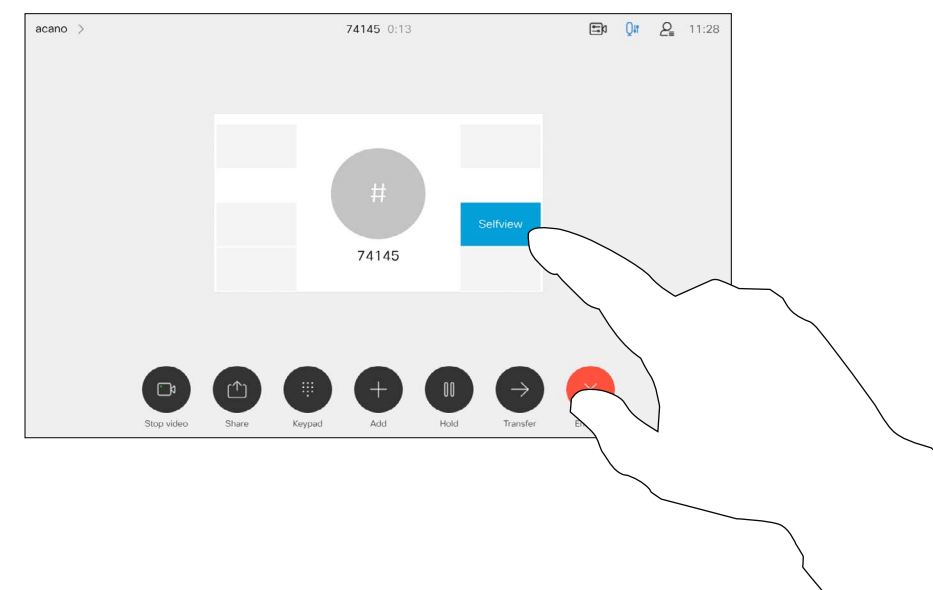 acano 74145 0:13 11:28
#
Selfview
74145
Stop video Share Keypad Add Hold Transfer